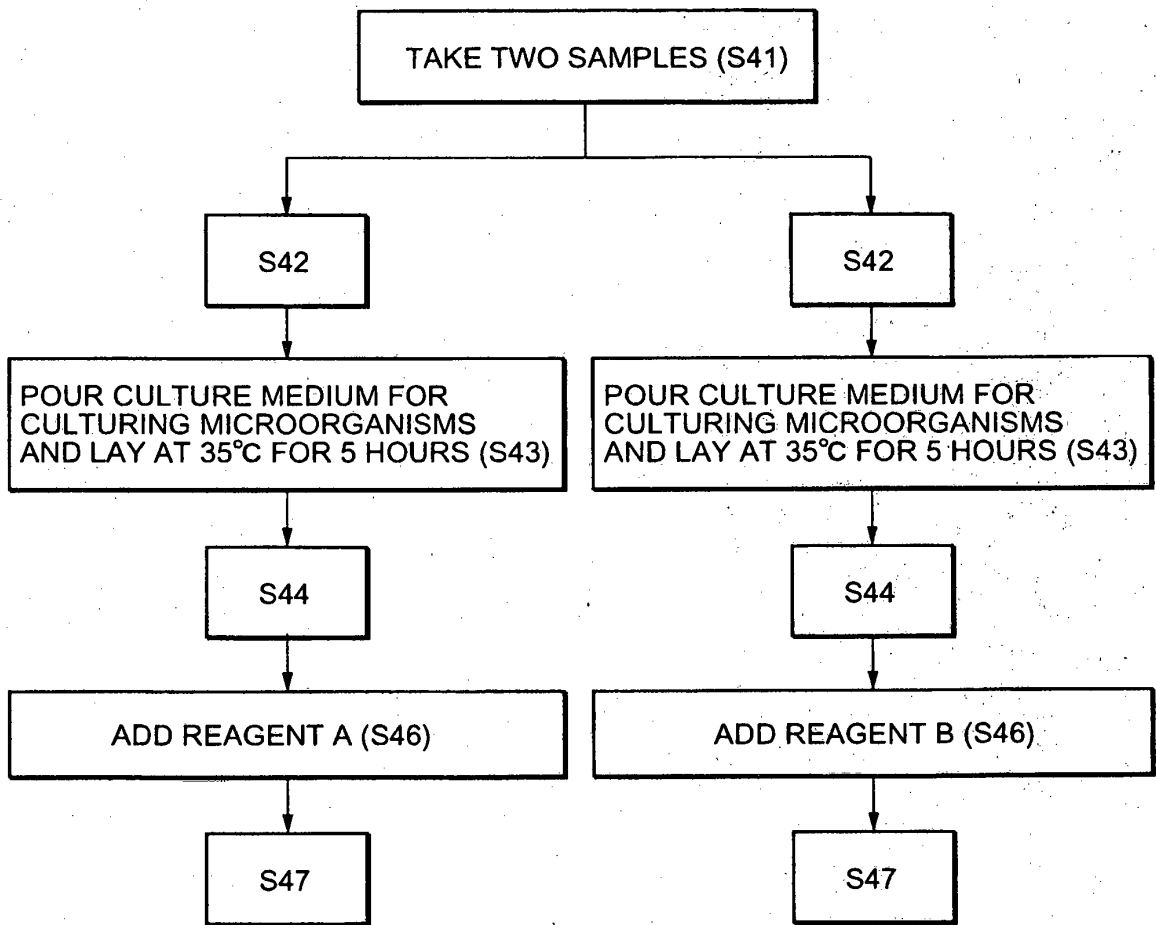 TAKE TWO SAMPLES (S41)
S42
S42
POUR CULTURE MEDIUM FOR
CULTURING MICROORGANISMS
AND LAY AT 35°C FOR 5 HOURS (S43)
POUR CULTURE MEDIUM FOR
CULTURING MICROORGANISMS
AND LAY AT 35°C FOR 5 HOURS (S43)
S44
S44
ADD REAGENT A (S46)
ADD REAGENT B (S46)
S47
S47